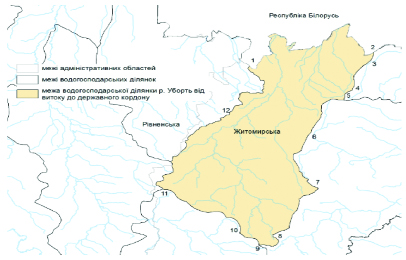 Республіка Білорусь
межі адміністративних областей
межі водогосподарських ділянок
межа водогосподарської ділянки р. Уборть від
витоку до державного кордону
Рівненська
Житомирська
1
2
3
4
5
6
7
8
9
10
11
12